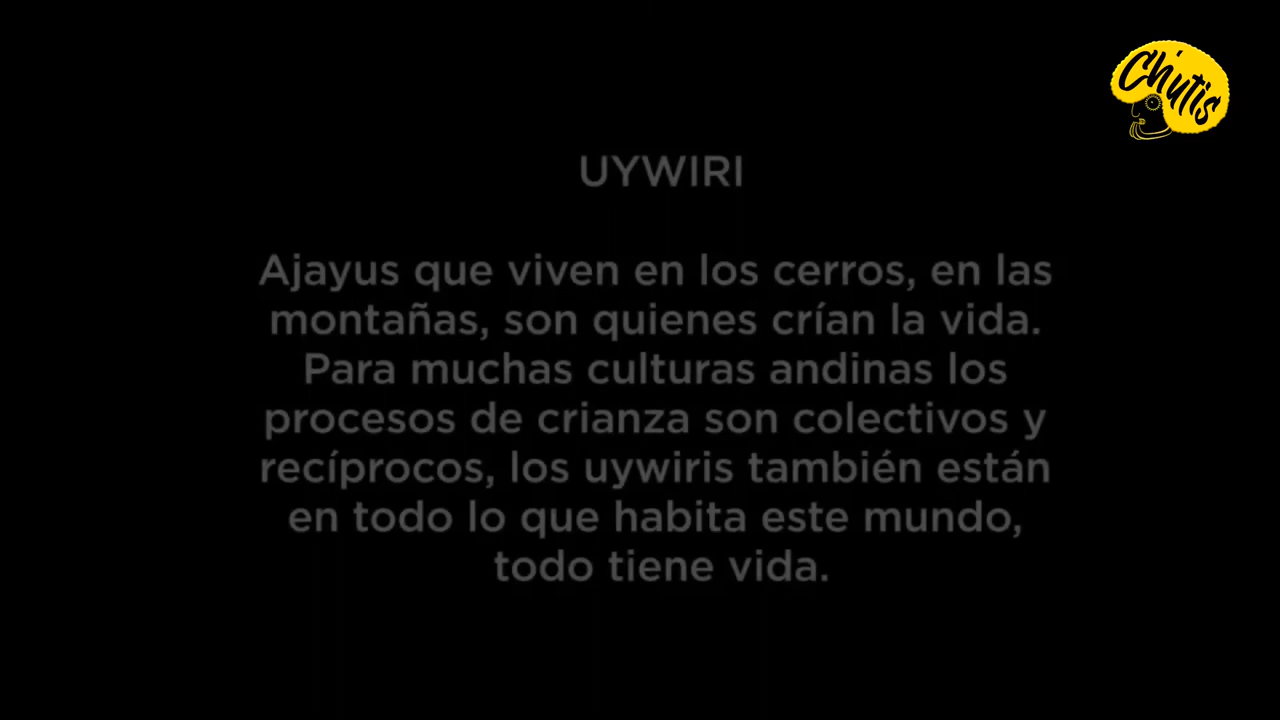 Ch'utis
UYWIRI
Ajayus que viven en los cerros, en las
montañas, son quienes crían la vida.
Para muchas culturas andinas los
procesos de crianza son colectivos y
recíprocos, los uywiris también están
en todo lo que habita este mundo,
todo tiene vida.